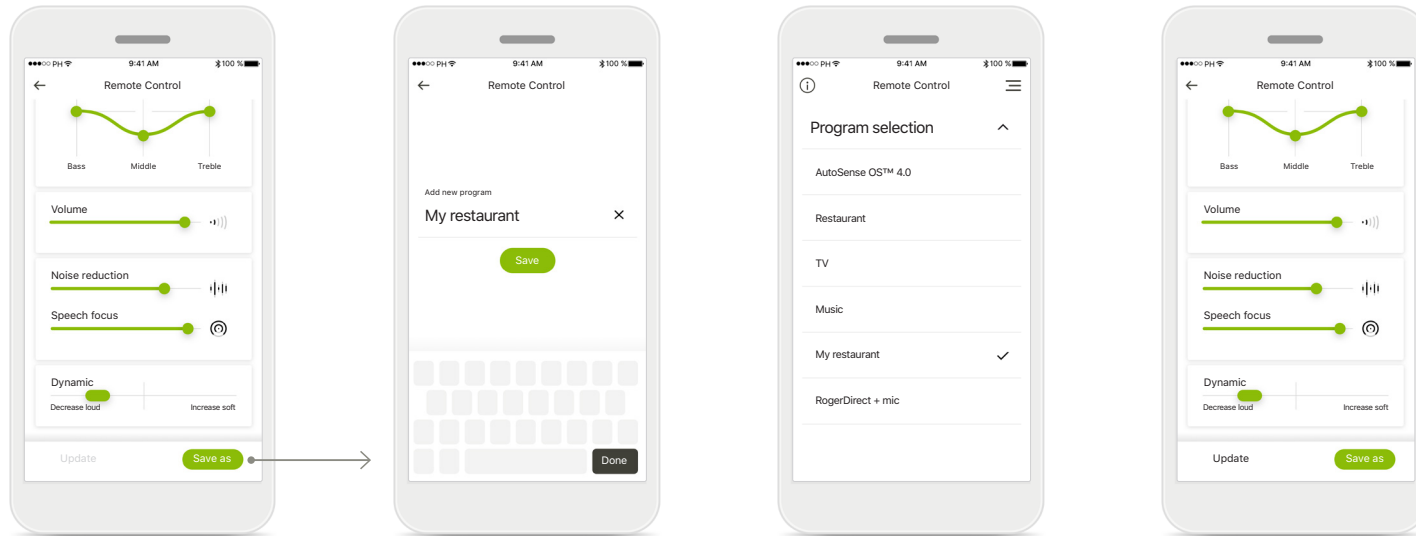 PH 9:41 AM 100 %
Remote Control
Bass Middle Treble
Volume
Noise reduction
Speech focus
Dynamic
Decrease loud Increase soft
Update Save as
PH 9:41 AM 100 %
Remote Control
Add new program
My restaurant
Save
Done
PH 9:41 AM 100 %
Remote Control
Program selection
AutoSense OS™ 4.0
Restaurant
TV
Music
My restaurant
RogerDirect + mic
PH 9:41 AM 100 %
Remote Control
Bass Middle Treble
Volume
Noise reduction
Speech focus
Dynamic
Decrease loud Increase soft
Update Save as